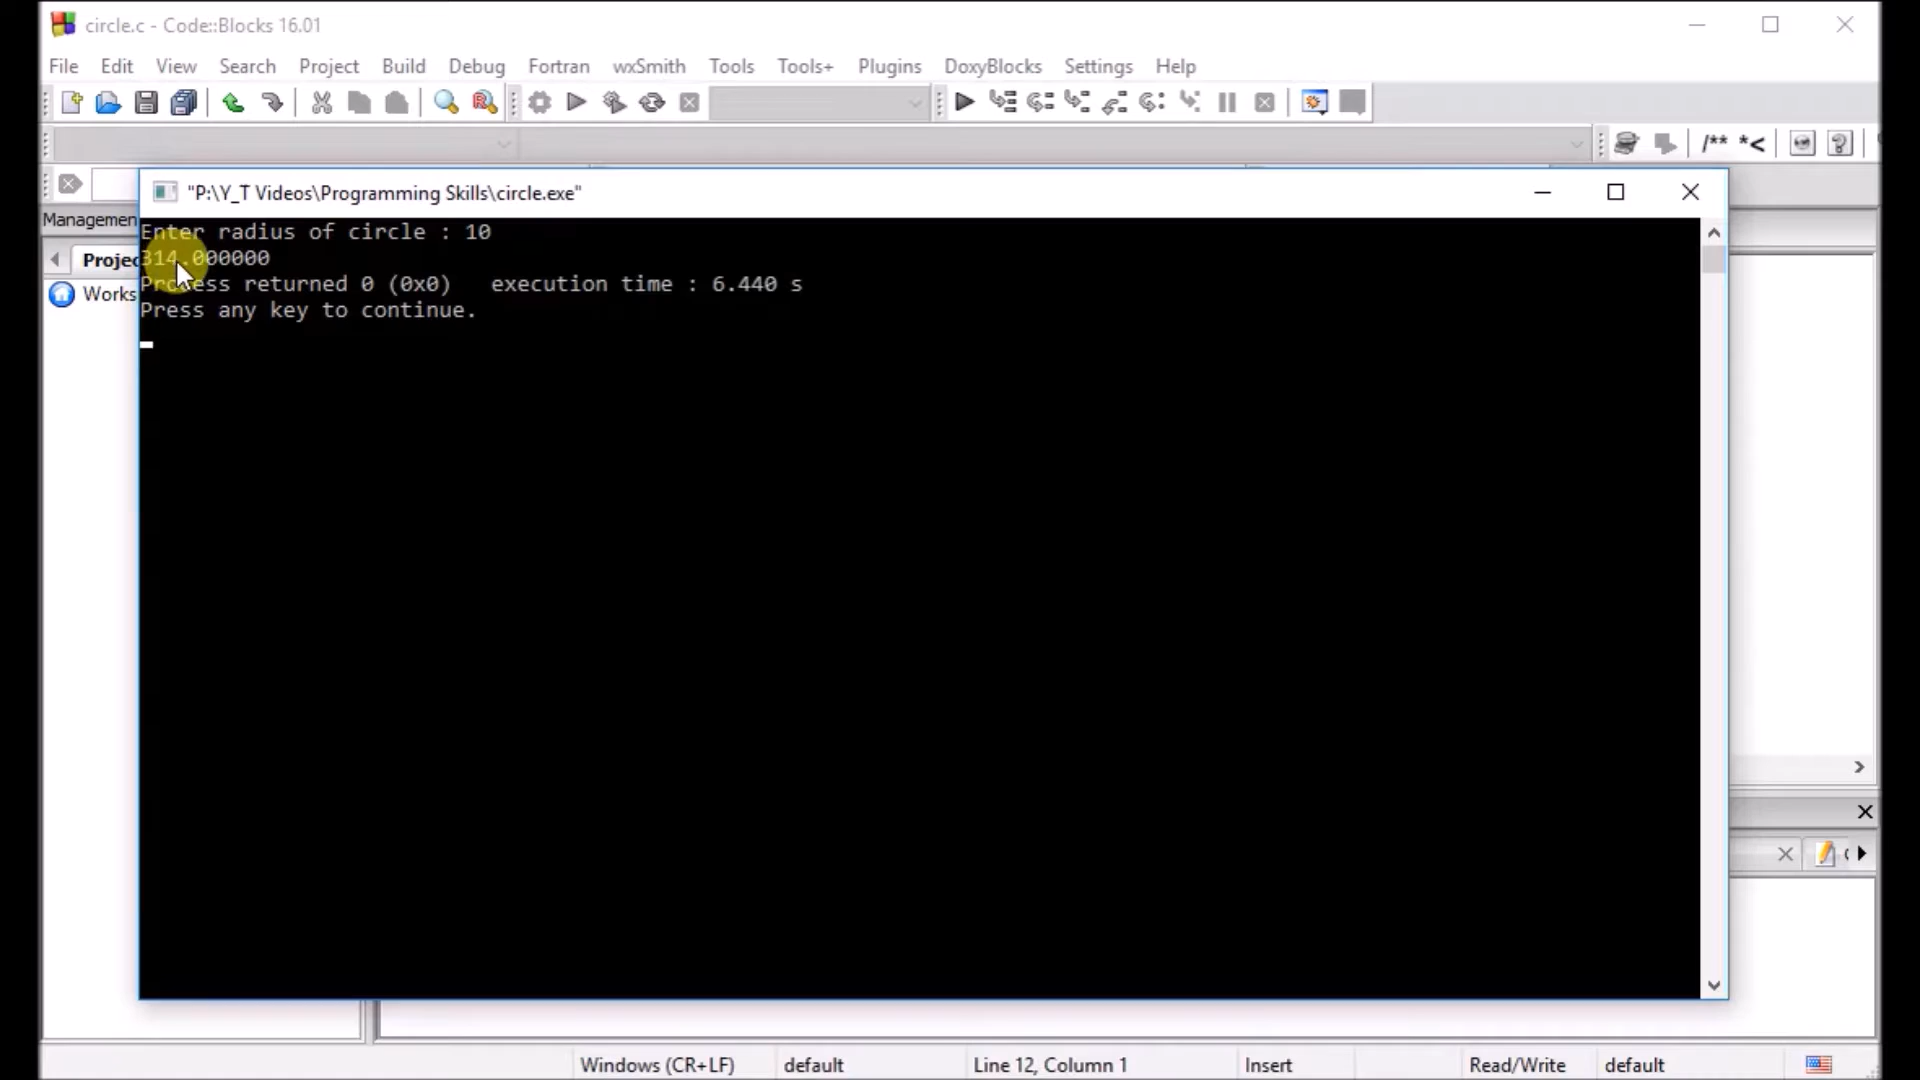 circle.c - Code::Blocks 16.01
File Edit View Search Project Build Debug Fortran wxSmith Tools Tools+ Plugins DoxyBlocks Settings Help
/** *<
"P:\Y_T Videos\Programming Skills\circle.exe"
Managemen
Projec
Works
Enter radius of circle : 10
314.000000
Process returned 0 (0x0) execution time : 6.440 s
Press any key to continue.
Windows (CR+LF) default Line 12, Column 1 Insert Read/Write default